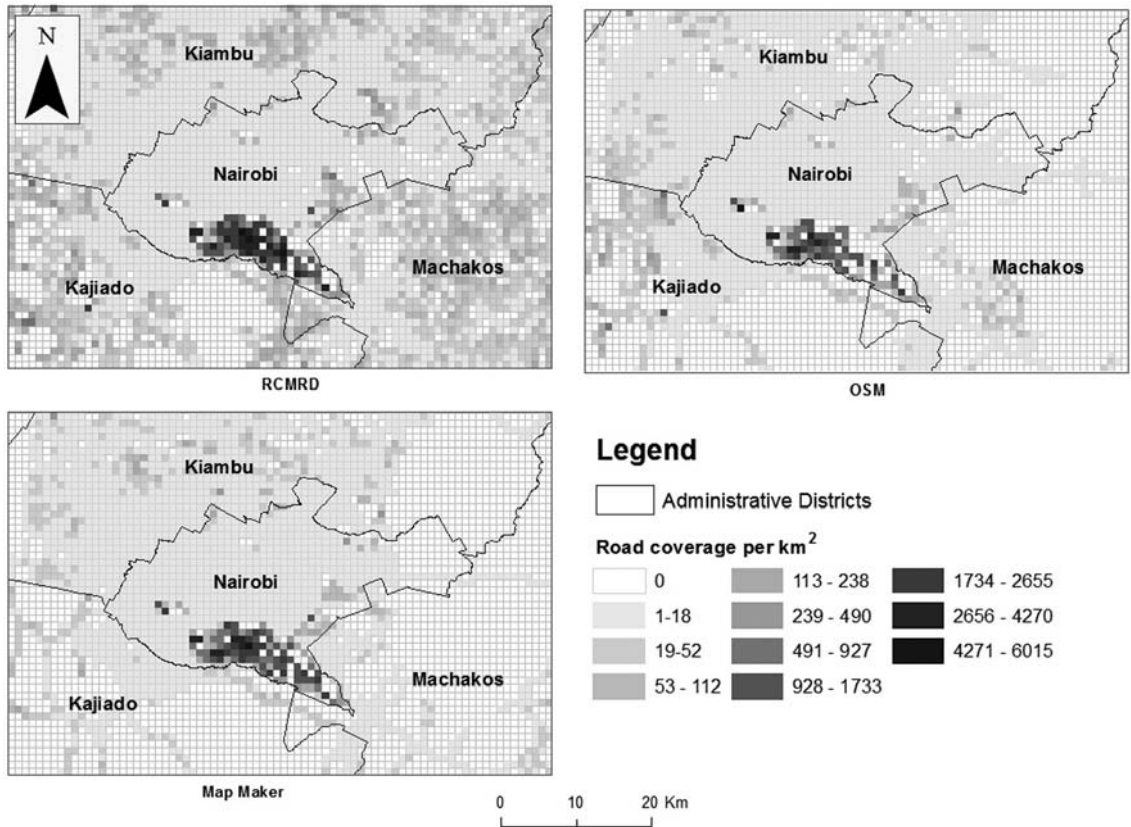 N
Kiambu
Nairobi
Kajiado
Machakos
RCMRD
Kiambu
Nairobi
Kajiado
Machakos
OSM
Kiambu
Nairobi
Kajiado
Machakos
Map Maker
Legend
Administrative Districts
Road coverage per km²
0
1-18
19-52
53 - 112
113 - 238
239 - 490
491 - 927
928 - 1733
1734 - 2655
2656 - 4270
4271 - 6015
0 10 20 Km